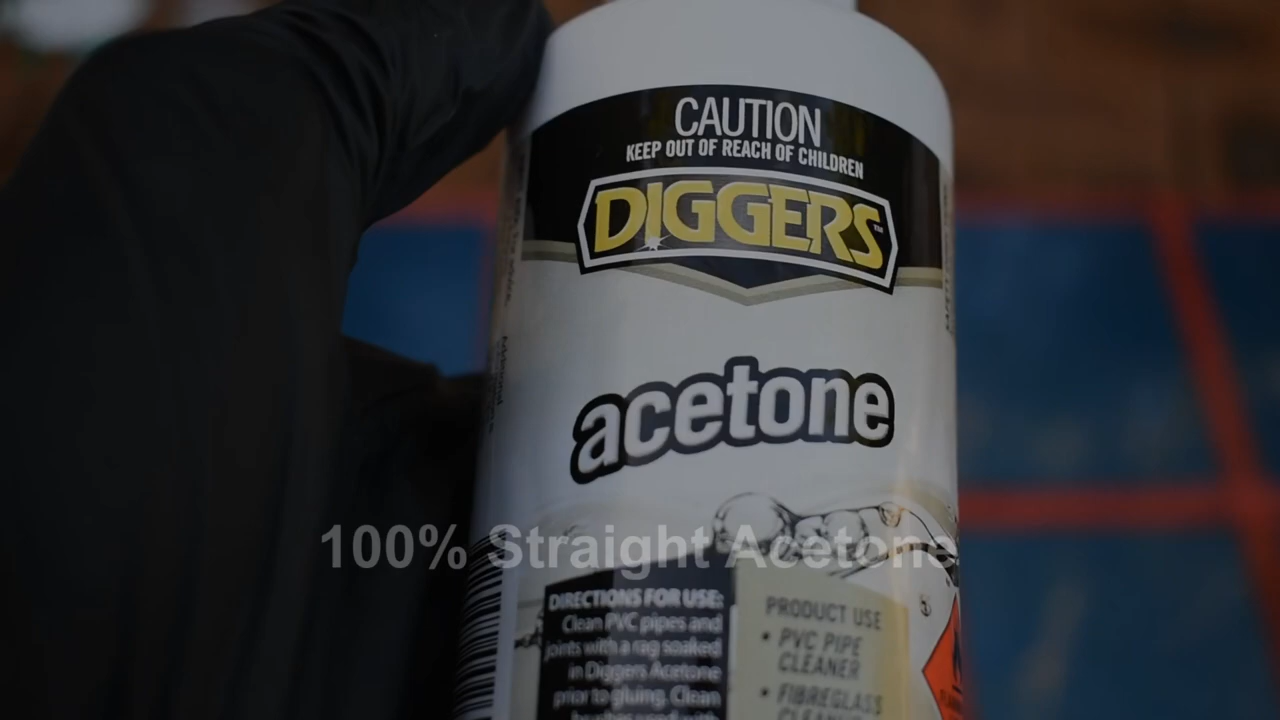 CAUTION
KEEP OUT OF REACH OF CHILDREN
DIGGERS™
acetone
100% Straight Acetone
DIRECTIONS FOR USE:
Clean PVC pipes and
joints with a rag soaked
in Diggers Acetone
prior to gluing. Clean
PRODUCT USE
• PVC PIPE
CLEANER
• FIBREGLASS